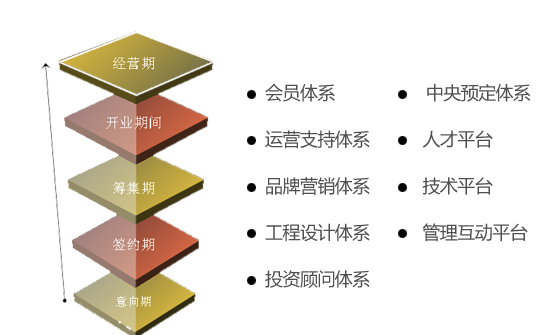 经营期
开业期间
筹集期
签约期
意向期
会员体系
运营支持体系
品牌营销体系
工程设计体系
投资顾问体系
中央预定体系
人才平台
技术平台
管理互动平台